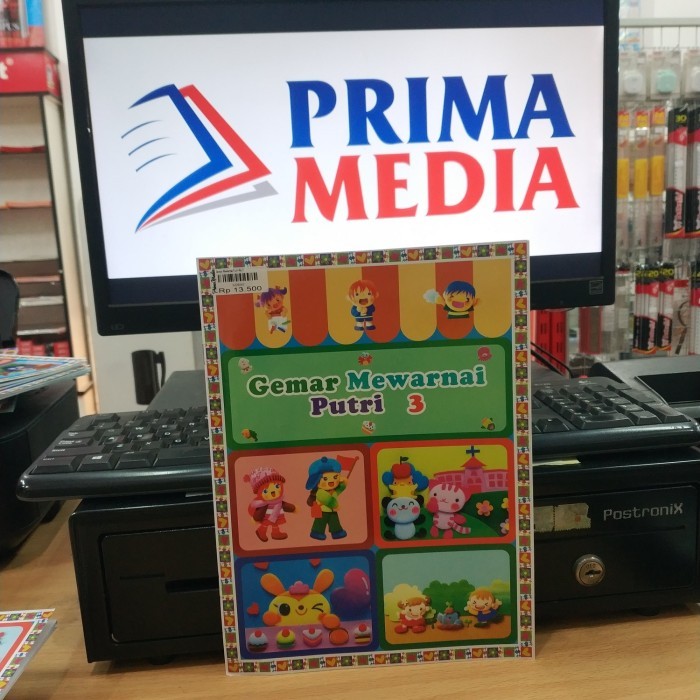 PRIMA
MEDIA
Rp 13.500
Gemar Mewarnai
Putri 3
PostroniX